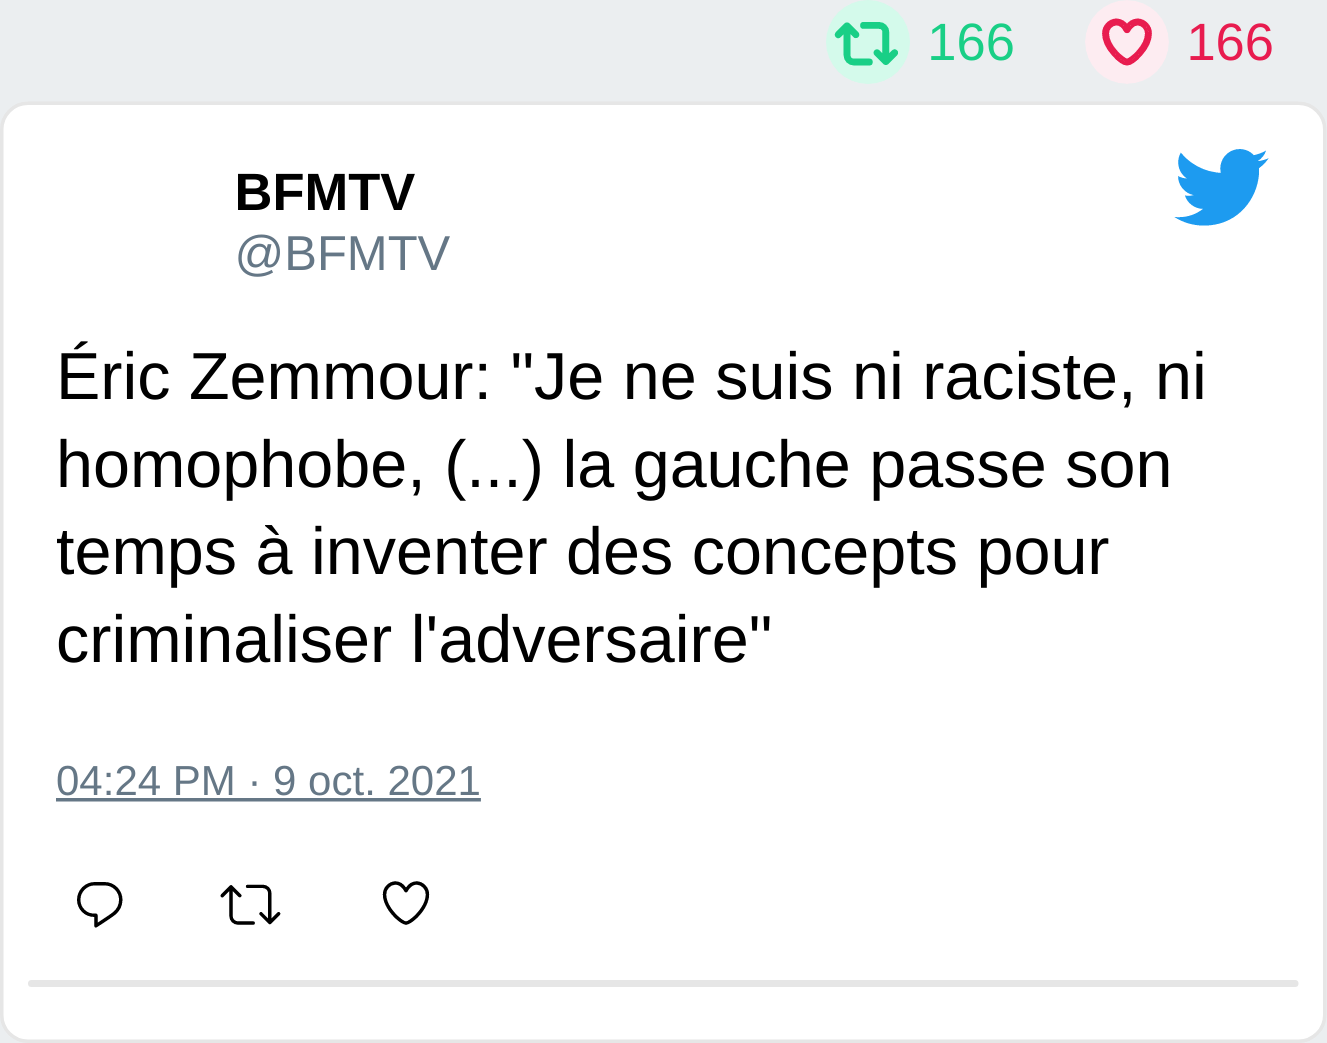 166 166
BFMTV
@BFMTV
Éric Zemmour: "Je ne suis ni raciste, ni
homophobe, (...) la gauche passe son
temps à inventer des concepts pour
criminaliser l'adversaire"
04:24 PM · 9 oct. 2021